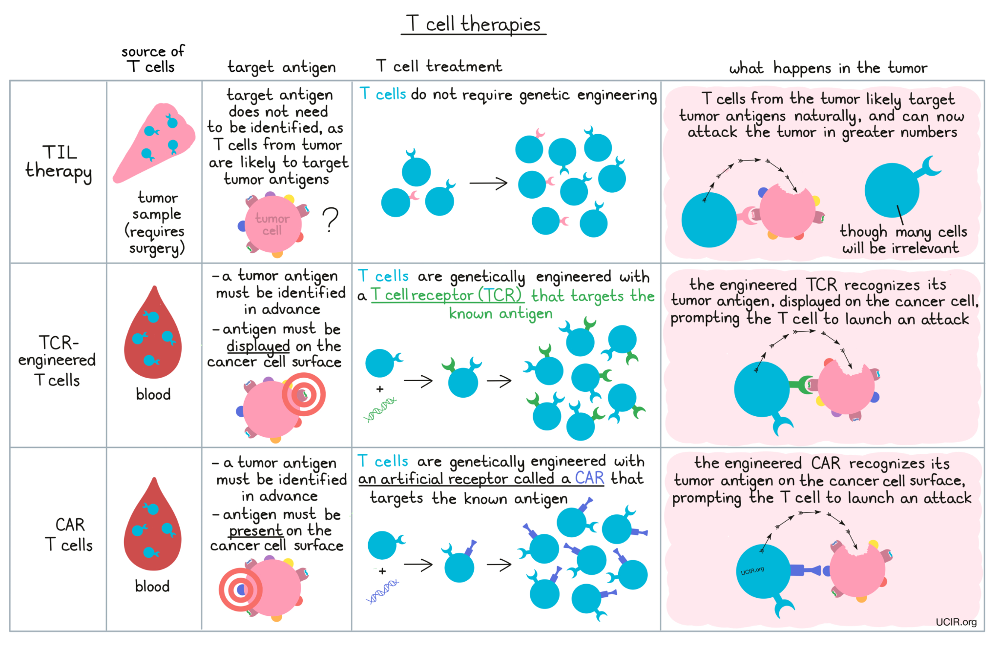 T cell therapies
source of
T cells
target antigen
T cell treatment
what happens in the tumor
TIL
therapy
tumor
sample
(requires
surgery)
target antigen
does not need
to be identified, as
T cells from tumor
are likely to target
tumor antigens
tumor
cell
?
T cells do not require genetic engineering
T cells from the tumor likely target
tumor antigens naturally, and can now
attack the tumor in greater numbers
though many cells
will be irrelevant
TCR-
engineered
T cells
blood
- a tumor antigen
must be identified
in advance
- antigen must be
displayed on the
cancer cell surface
T cells are genetically engineered with
a T cell receptor (TCR) that targets the
known antigen
+
the engineered TCR recognizes its
tumor antigen, displayed on the cancer cell,
prompting the T cell to launch an attack
CAR
T cells
blood
- a tumor antigen
must be identified
in advance
- antigen must be
present on the
cancer cell surface
T cells are genetically engineered with
an artificial receptor called a CAR that
targets the known antigen
+
the engineered CAR recognizes its
tumor antigen on the cancer cell surface,
prompting the T cell to launch an attack
UCIR.org
UCIR.org